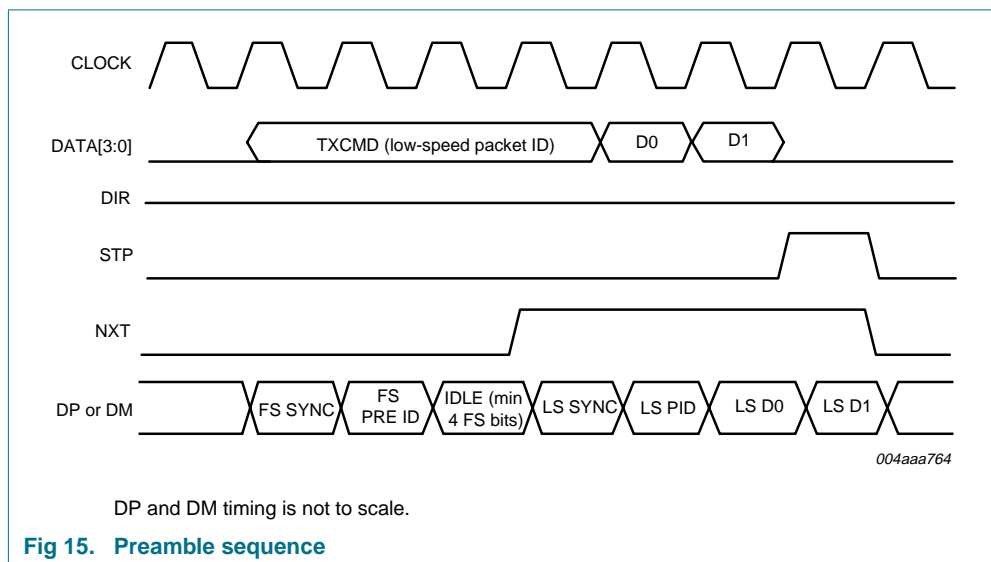 CLOCK
DATA[3:0]
TXCMD (low-speed packet ID)
D0
D1
DIR
STP
NXT
DP or DM
FS SYNC
FS
PRE ID
IDLE (min
4 FS bits)
LS SYNC
LS PID
LS D0
LS D1
004aaa764
DP and DM timing is not to scale.
Fig 15. Preamble sequence